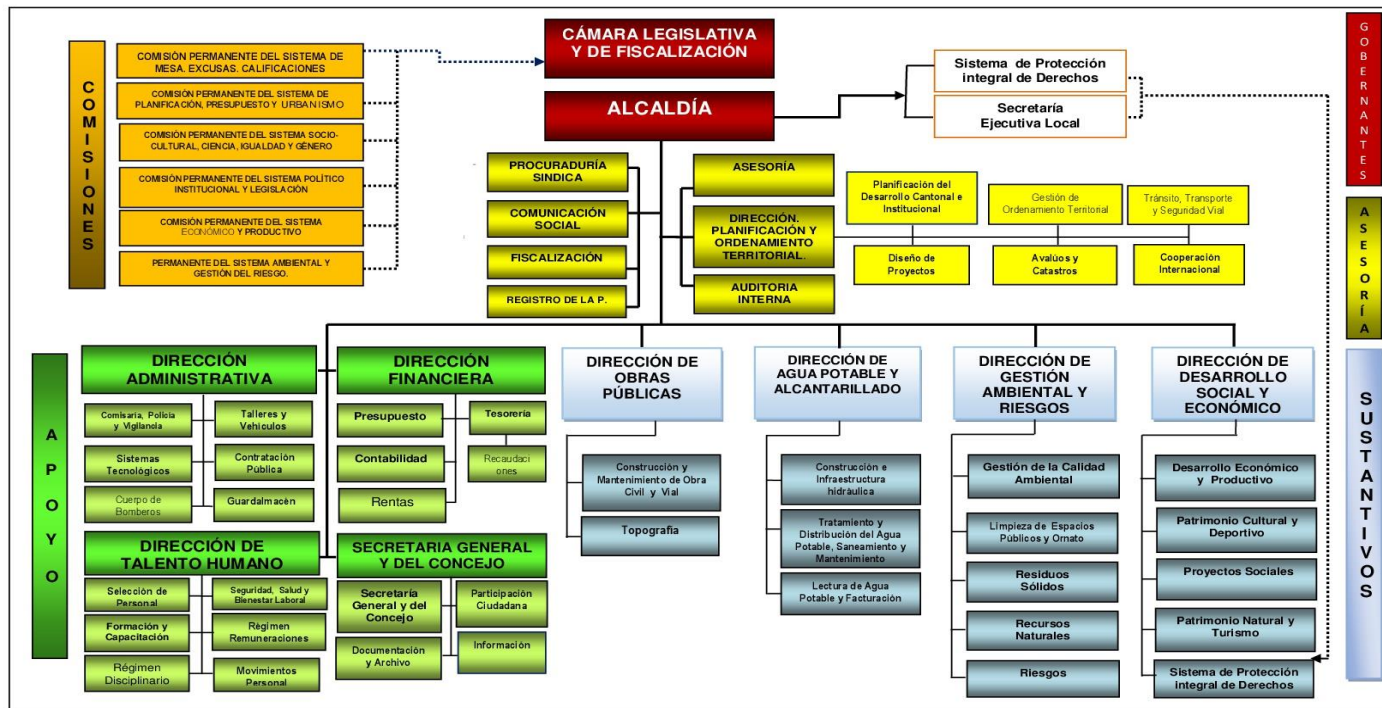 CÁMARA LEGISLATIVA
Y DE FISCALIZACIÓN
ALCALDÍA
COMISIONES
COMISIÓN PERMANENTE DEL SISTEMA DE
MESA. EXCUSAS. CALIFICACIONES
COMISIÓN PERMANENTE DEL SISTEMA DE
PLANIFICACIÓN, PRESUPUESTO Y URBANISMO
COMISIÓN PERMANENTE DEL SISTEMA SOCIO-
CULTURAL, CIENCIA, IGUALDAD Y GÉNERO
COMISIÓN PERMANENTE DEL SISTEMA POLÍTICO
INSTITUCIONAL Y LEGISLACIÓN
COMISIÓN PERMANENTE DEL SISTEMA
ECONÓMICO Y PRODUCTIVO
PERMANENTE DEL SISTEMA AMBIENTAL Y
GESTIÓN DEL RIESGO.
Sistema de Protección
integral de Derechos
Secretaría
Ejecutiva Local
GOBERNANTES
PROCURADURÍA
SINDICA
COMUNICACIÓN
SOCIAL
FISCALIZACIÓN
REGISTRO DE LA P.
ASESORÍA
DIRECCIÓN.
PLANIFICACIÓN Y
ORDENAMIENTO
TERRITORIAL.
AUDITORIA
INTERNA
Planificación del
Desarrollo Cantonal e
Institucional
Gestión de
Ordenamiento Territorial
Tránsito, Transporte
y Seguridad Vial
Diseño de
Proyectos
Avalúos y
Catastros
Cooperación
Internacional
ASESORÍA
APOYO
DIRECCIÓN
ADMINISTRATIVA
Comisaría, Policía
y Vigilancia
Talleres y
Vehículos
Sistemas
Tecnológicos
Contratación
Pública
Cuerpo de
Bomberos
Guardalmacén
DIRECCIÓN
FINANCIERA
Presupuesto
Tesorería
Contabilidad
Recaudaci
ones
Rentas
DIRECCIÓN DE
TALENTO HUMANO
Selección de
Personal
Seguridad, Salud y
Bienestar Laboral
Formación y
Capacitación
Règimen
Remuneraciones
Régimen
Disciplinario
Movimientos
Personal
SECRETARIA GENERAL
Y DEL CONCEJO
Secretaría
General y del
Concejo
Participación
Ciudadana
Documentación
y Archivo
Información
DIRECCIÓN DE
OBRAS
PÚBLICAS
Construcción y
Mantenimiento de Obra
Civil y Vial
Topografía
DIRECCIÓN DE
AGUA POTABLE Y
ALCANTARILLADO
Construcción e
Infraestructura
hidràulica
Tratamiento y
Distribución del Agua
Potable, Saneamiento y
Mantenimiento
Lectura de Agua
Potable y Facturación
DIRECCIÓN DE
GESTIÓN
AMBIENTAL Y
RIESGOS
Gestión de la Calidad
Ambiental
Limpieza de Espacios
Públicos y Ornato
Residuos
Sólidos
Recursos
Naturales
Riesgos
DIRECCIÓN DE
DESARROLLO
SOCIAL Y
ECONÓMICO
Desarrollo Económico
y Productivo
Patrimonio Cultural y
Deportivo
Proyectos Sociales
Patrimonio Natural y
Turismo
Sistema de Protección
integral de Derechos
SUSTANTIVOS